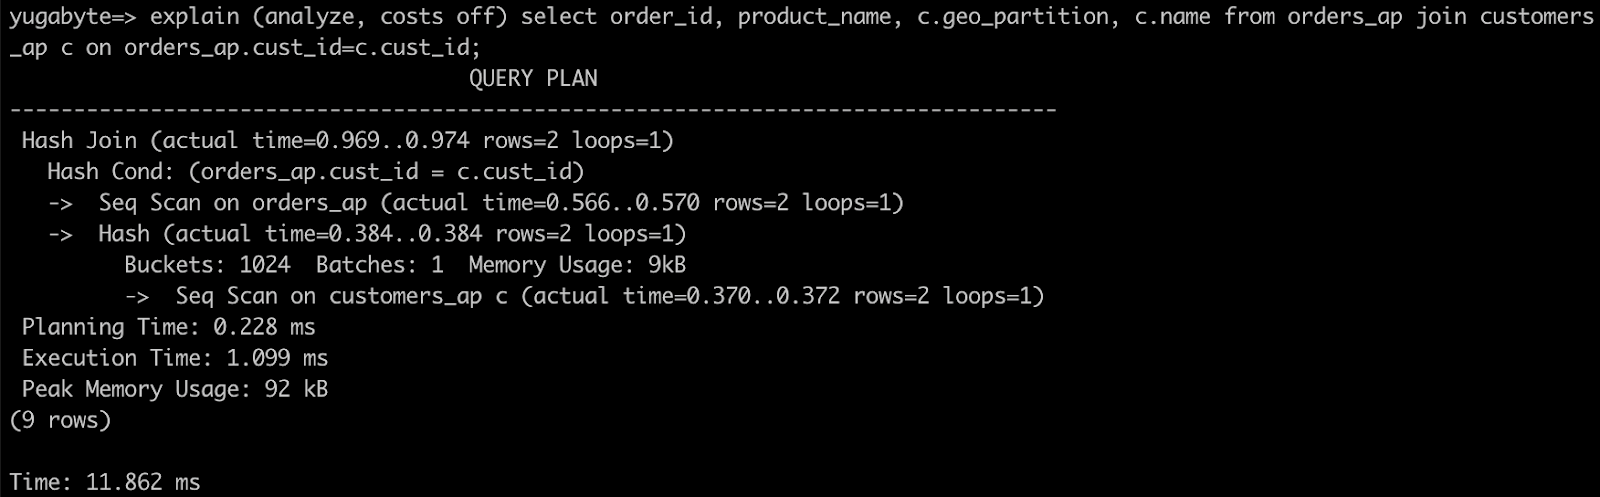 yugabyte=> explain (analyze, costs off) select order_id, product_name, c.geo_partition, c.name from orders_ap join customers
_ap c on orders_ap.cust_id=c.cust_id;
QUERY PLAN
----------------------------------------------------------------------------------
Hash Join (actual time=0.969..0.974 rows=2 loops=1)
Hash Cond: (orders_ap.cust_id = c.cust_id)
-> Seq Scan on orders_ap (actual time=0.566..0.570 rows=2 loops=1)
-> Hash (actual time=0.384..0.384 rows=2 loops=1)
Buckets: 1024 Batches: 1 Memory Usage: 9kB
-> Seq Scan on customers_ap c (actual time=0.370..0.372 rows=2 loops=1)
Planning Time: 0.228 ms
Execution Time: 1.099 ms
Peak Memory Usage: 92 kB
(9 rows)
Time: 11.862 ms